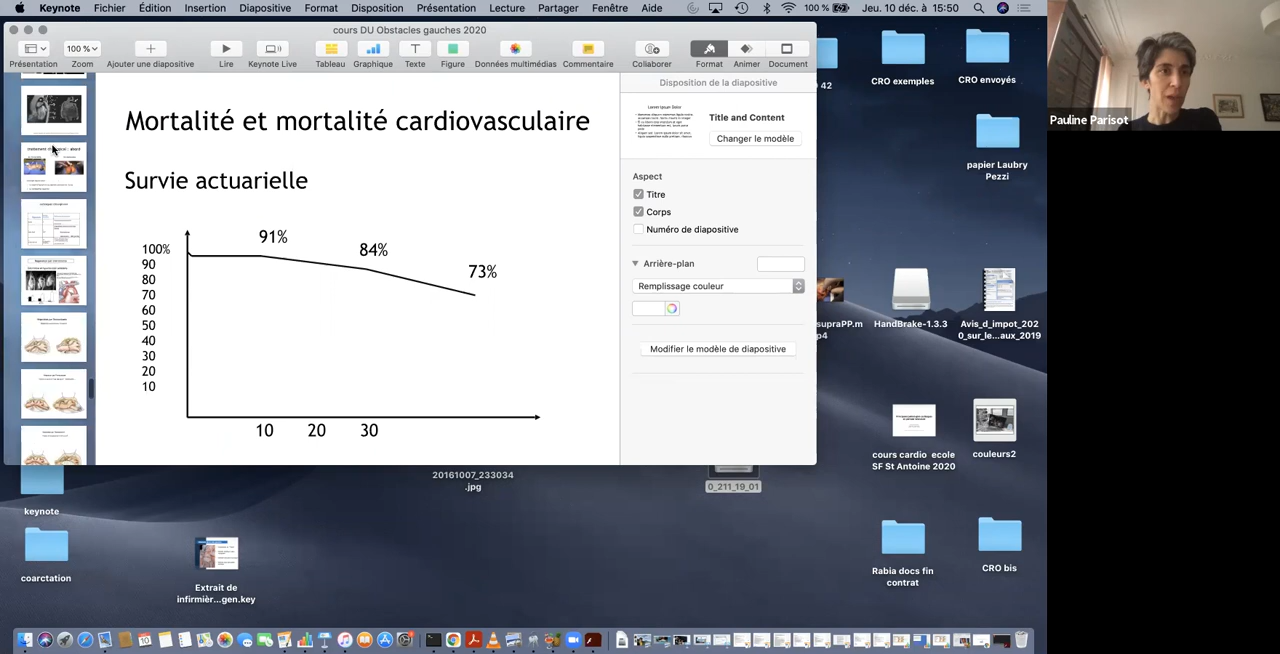 Keynote Fichier Édition Insertion Diapositive Format Disposition Présentation Lecture Partager Fenêtre Aide 100 % Jeu. 10 déc. à 15:50
cours DU Obstacles gauches 2020
100 %
Présentation Zoom Ajouter une diapositive Lire Keynote Live Tableau Graphique Texte Figure Données multimédias Commentaire Collaborer Format Animer Document
Mortalité et mortalité cardiovasculaire
Survie actuarielle
91%
84%
73%
100%
90
80
70
60
50
40
30
20
10
10 20 30
Disposition de la diapositive
Title and Content
Changer le modèle
Aspect
Titre
Corps
Numéro de diapositive
Arrière-plan
Remplissage couleur
Modifier le modèle de diapositive
42
CRO exemples
CRO envoyés
papier Laubry
Pezzi
supraPP.m
p4
HandBrake-1.3.3
Avis_d_impot_202
0_sur_le...aux_2019
cours cardio ecole
SF St Antoine 2020
couleurs2
20161007_233034
.jpg
0_211_19_01
keynote
coarctation
Extrait de
infirmièr...gen.key
Rabia docs fin
contrat
CRO bis
Pauline Parisot